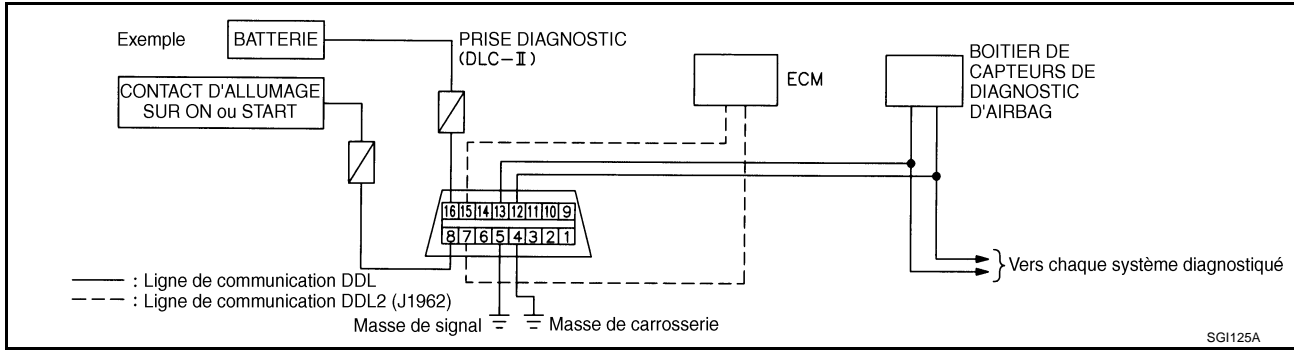 Exemple
BATTERIE
PRISE DIAGNOSTIC
(DLC-II)
CONTACT D'ALLUMAGE
SUR ON ou START
ECM
BOITIER DE
CAPTEURS DE
DIAGNOSTIC
D'AIRBAG
16 15 14 13 12 11 10 9
8 7 6 5 4 3 2 1
Vers chaque système diagnostiqué
: Ligne de communication DDL
: Ligne de communication DDL2 (J1962)
Masse de signal
Masse de carrosserie
SGI125A